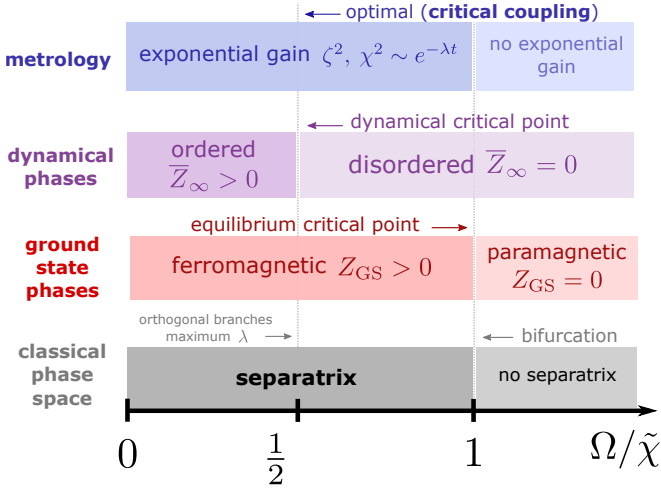 ← optimal (critical coupling)
metrology
exponential gain ζ², χ² ∼ e^{−λt}
no exponential
gain
← dynamical critical point
dynamical
phases
ordered
Z̅_∞ > 0
disordered Z̅_∞ = 0
equilibrium critical point →
ground
state
phases
ferromagnetic Z_GS > 0
paramagnetic
Z_GS = 0
orthogonal branches
maximum λ →
← bifurcation
classical
phase
space
separatrix
no separatrix
0
1/2
1
Ω/χ̃